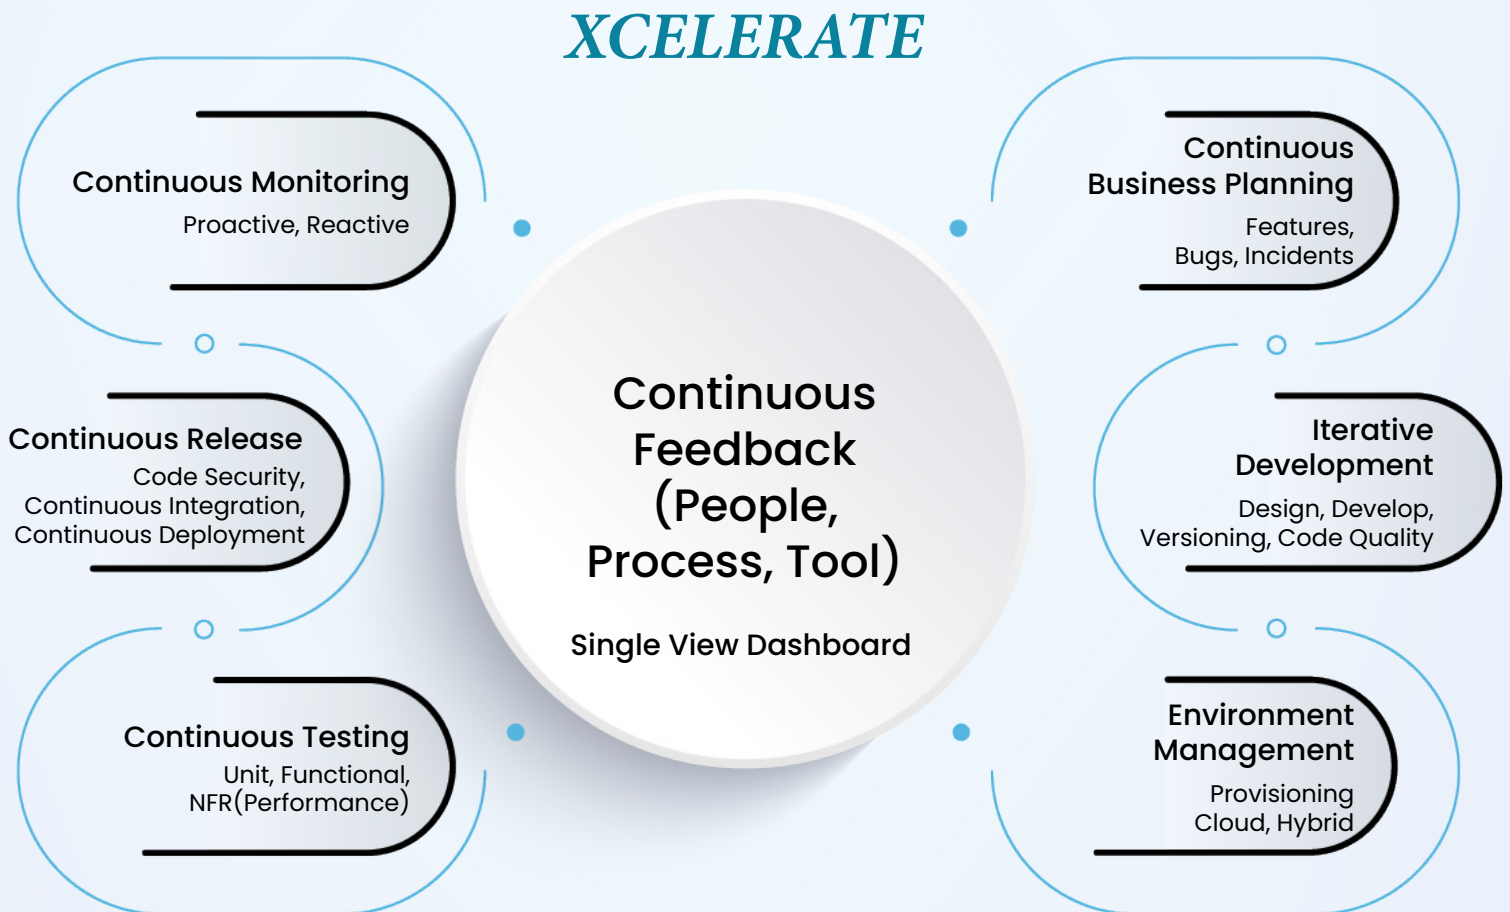 XCELERATE
Continuous Monitoring
Proactive, Reactive
Continuous Release
Code Security,
Continuous Integration,
Continuous Deployment
Continuous Testing
Unit, Functional,
NFR(Performance)
Continuous
Feedback
(People,
Process, Tool)
Single View Dashboard
Continuous
Business Planning
Features,
Bugs, Incidents
Iterative
Development
Design, Develop,
Versioning, Code Quality
Environment
Management
Provisioning
Cloud, Hybrid